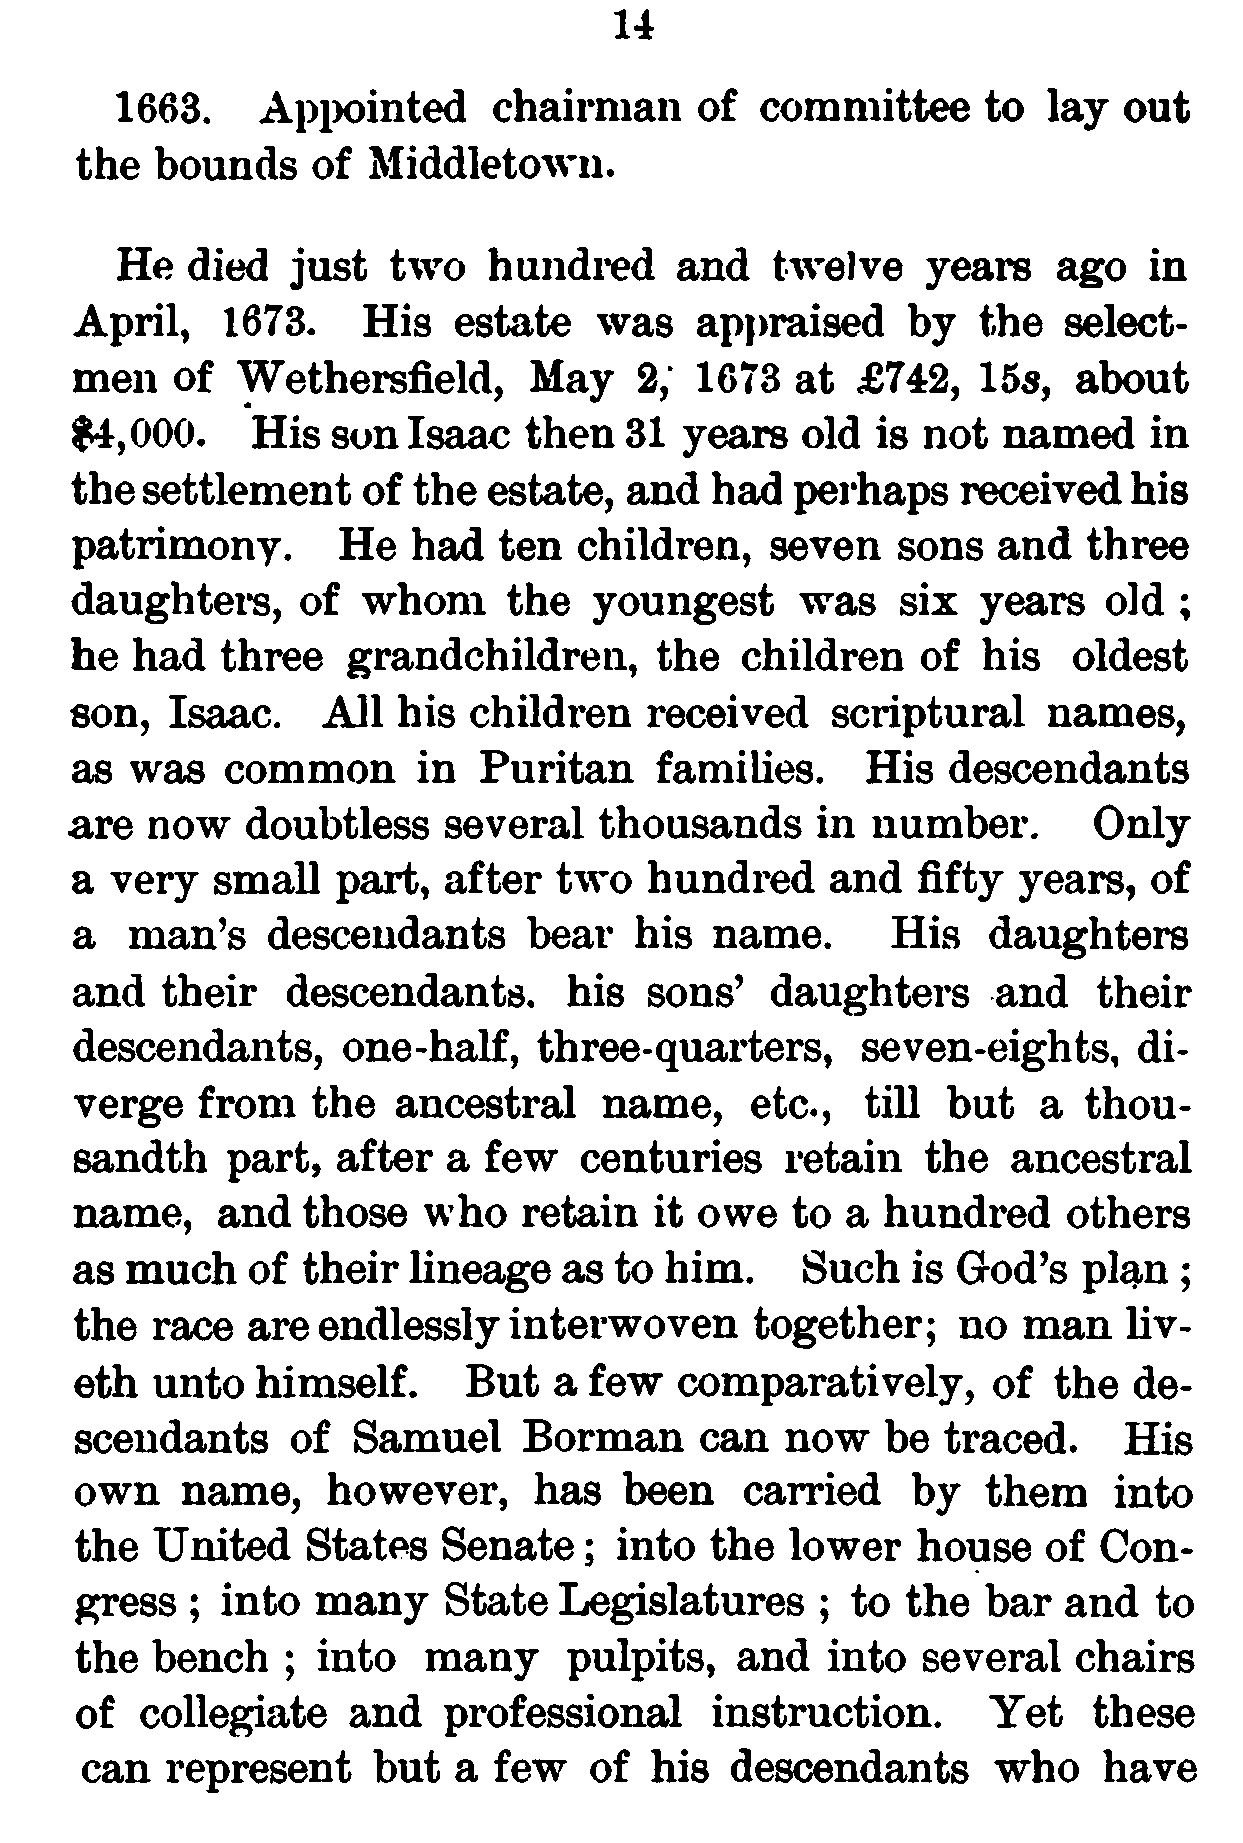 14
1663. Appointed chairman of committee to lay out
the bounds of Middletown.
He died just two hundred and twelve years ago in
April, 1673. His estate was appraised by the select-
men of Wethersfield, May 2, 1673 at £742, 15s, about
$4,000. His son Isaac then 31 years old is not named in
the settlement of the estate, and had perhaps received his
patrimony. He had ten children, seven sons and three
daughters, of whom the youngest was six years old ;
he had three grandchildren, the children of his oldest
son, Isaac. All his children received scriptural names,
as was common in Puritan families. His descendants
are now doubtless several thousands in number. Only
a very small part, after two hundred and fifty years, of
a man's descendants bear his name. His daughters
and their descendants. his sons' daughters and their
descendants, one-half, three-quarters, seven-eights, di-
verge from the ancestral name, etc., till but a thou-
sandth part, after a few centuries retain the ancestral
name, and those who retain it owe to a hundred others
as much of their lineage as to him. Such is God's plan ;
the race are endlessly interwoven together; no man liv-
eth unto himself. But a few comparatively, of the de-
scendants of Samuel Borman can now be traced. His
own name, however, has been carried by them into
the United States Senate ; into the lower house of Con-
gress ; into many State Legislatures ; to the bar and to
the bench ; into many pulpits, and into several chairs
of collegiate and professional instruction. Yet these
can represent but a few of his descendants who have